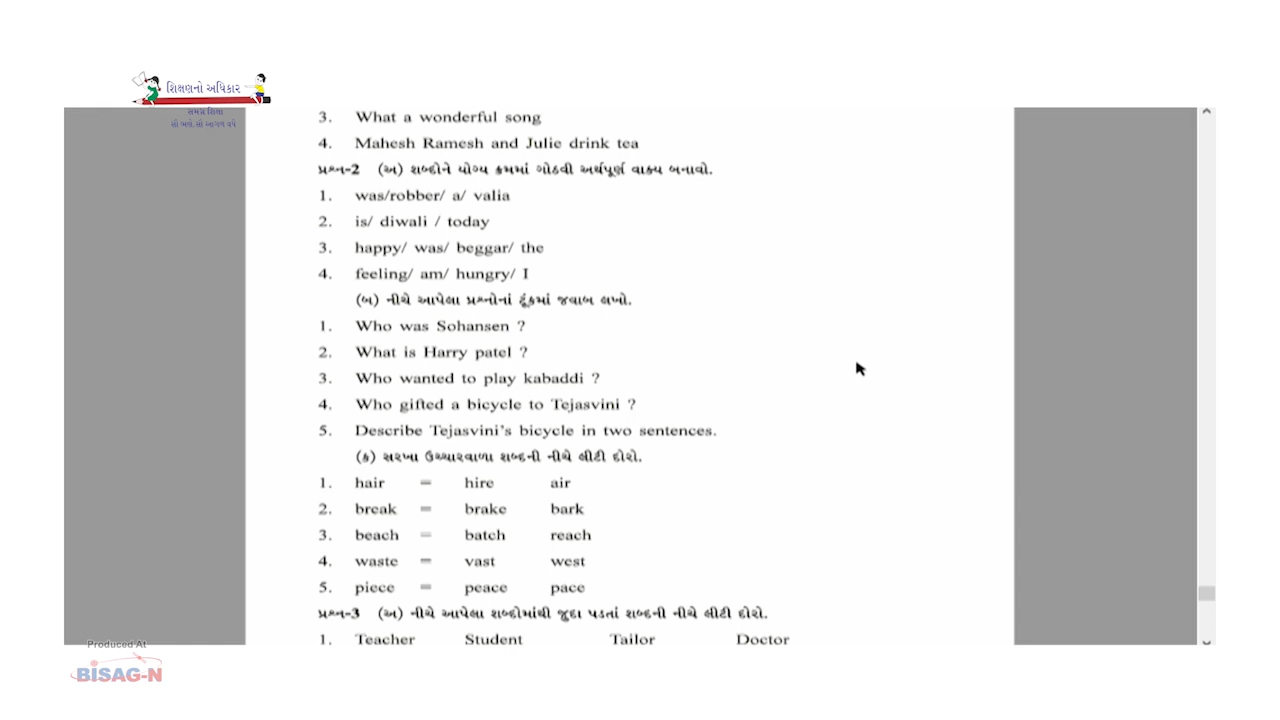 શિક્ષણનો અધિકાર
સમગ્ર શિક્ષા
સૌ ભણે.સૌ આગળ વધે
3. What a wonderful song
4. Mahesh Ramesh and Julie drink tea
પ્રશ્ન-2 (અ) શબ્દોને યોગ્ય ક્રમમાં ગોઠવી અર્થપૂર્ણ વાક્ય બનાવો.
1. was/robber/ a/ valia
2. is/ diwali / today
3. happy/ was/ beggar/ the
4. feeling/ am/ hungry/ I
(બ) નીચે આપેલા પ્રશ્નોનાં ટૂંકમાં જવાબ લખો.
1. Who was Sohansen ?
2. What is Harry patel ?
3. Who wanted to play kabaddi ?
4. Who gifted a bicycle to Tejasvini ?
5. Describe Tejasvini's bicycle in two sentences.
(ક) સરખા ઉચ્ચારવાળા શબ્દની નીચે લીટી દોરો.
1. hair = hire air
2. break = brake bark
3. beach = batch reach
4. waste = vast west
5. piece = peace pace
પ્રશ્ન-3 (અ) નીચે આપેલા શબ્દોમાંથી જુદા પડતાં શબ્દની નીચે લીટી દોરો.
1. Teacher Student Tailor Doctor
Produced At
BISAG-N